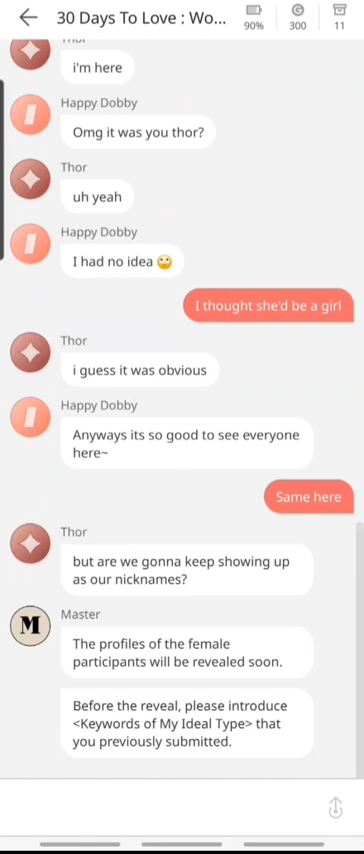 30 Days To Love : Wo...
90%
300
11
i'm here
Happy Dobby
Omg it was you thor?
Thor
uh yeah
Happy Dobby
I had no idea 🙄
I thought she'd be a girl
Thor
i guess it was obvious
Happy Dobby
Anyways its so good to see everyone
here~
Same here
Thor
but are we gonna keep showing up
as our nicknames?
M
Master
The profiles of the female
participants will be revealed soon.
Before the reveal, please introduce
<Keywords of My Ideal Type> that
you previously submitted.